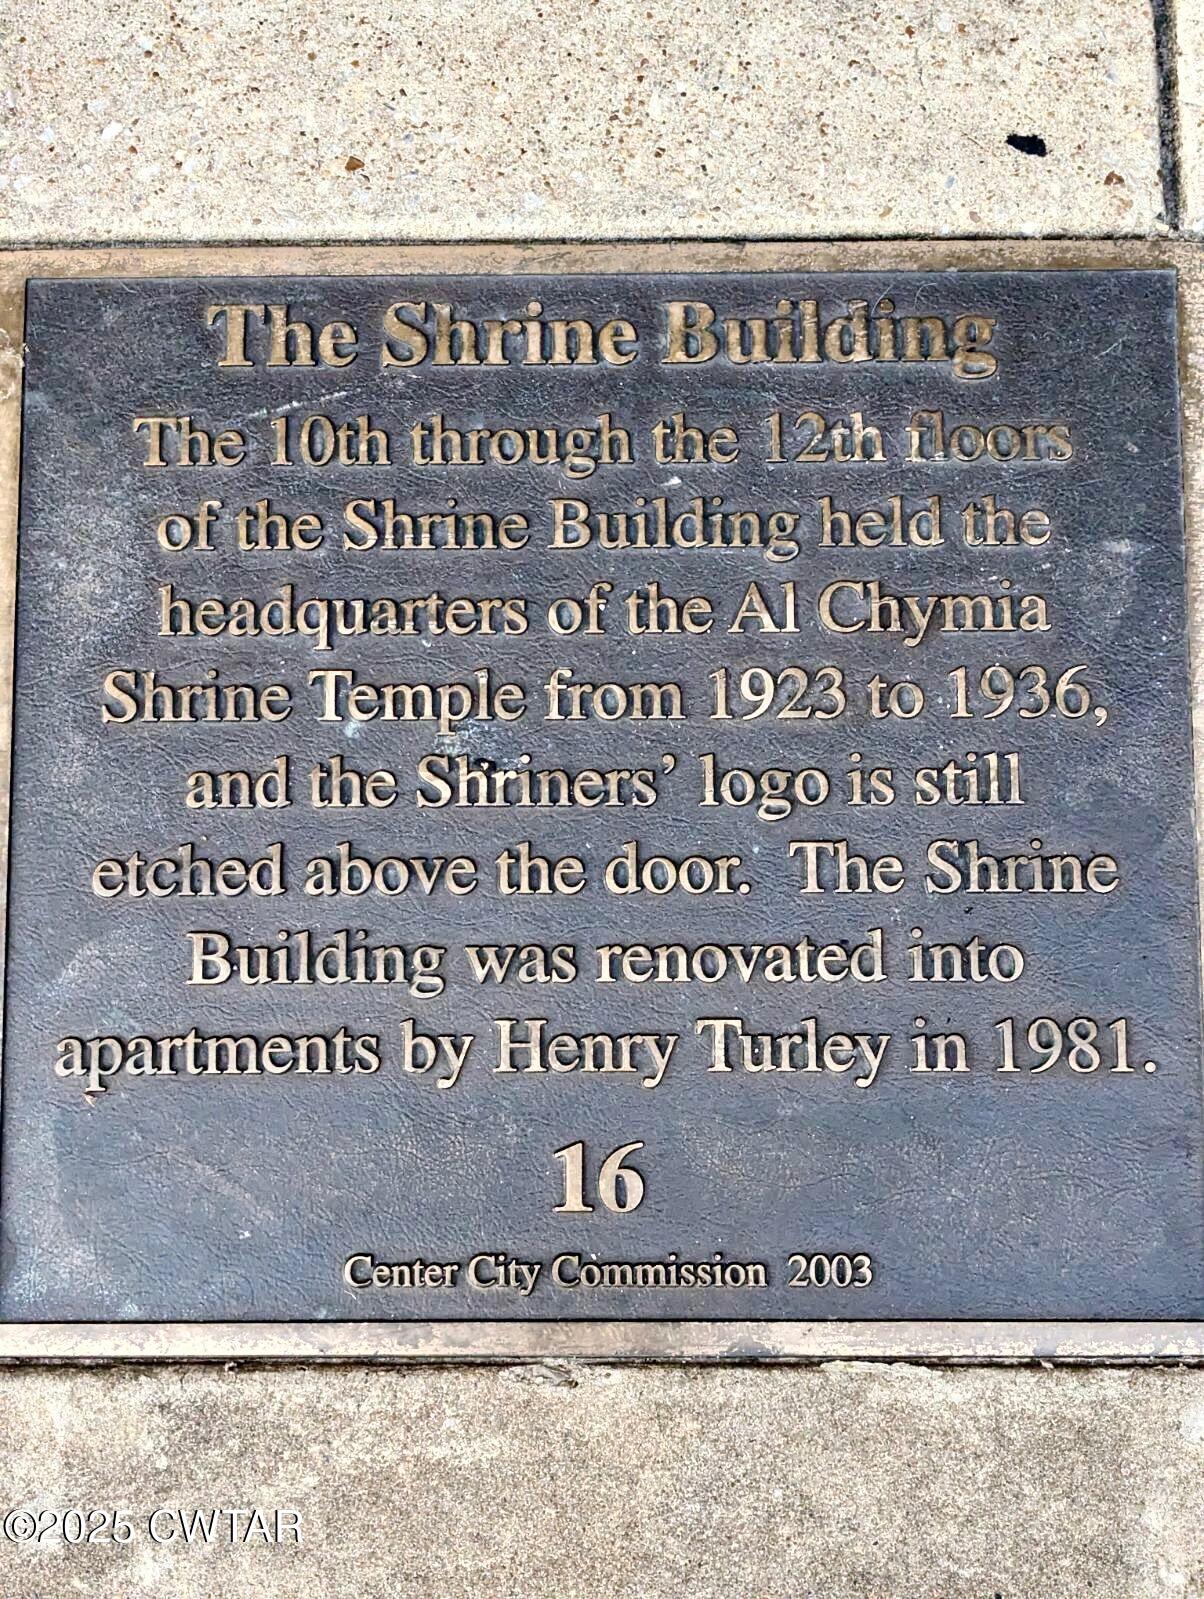 The Shrine Building
The 10th through the 12th floors
of the Shrine Building held the
headquarters of the Al Chymia
Shrine Temple from 1923 to 1936,
and the Shriners' logo is still
etched above the door.  The Shrine
Building was renovated into
apartments by Henry Turley in 1981.
16
Center City Commission  2003
©2025 CWTAR